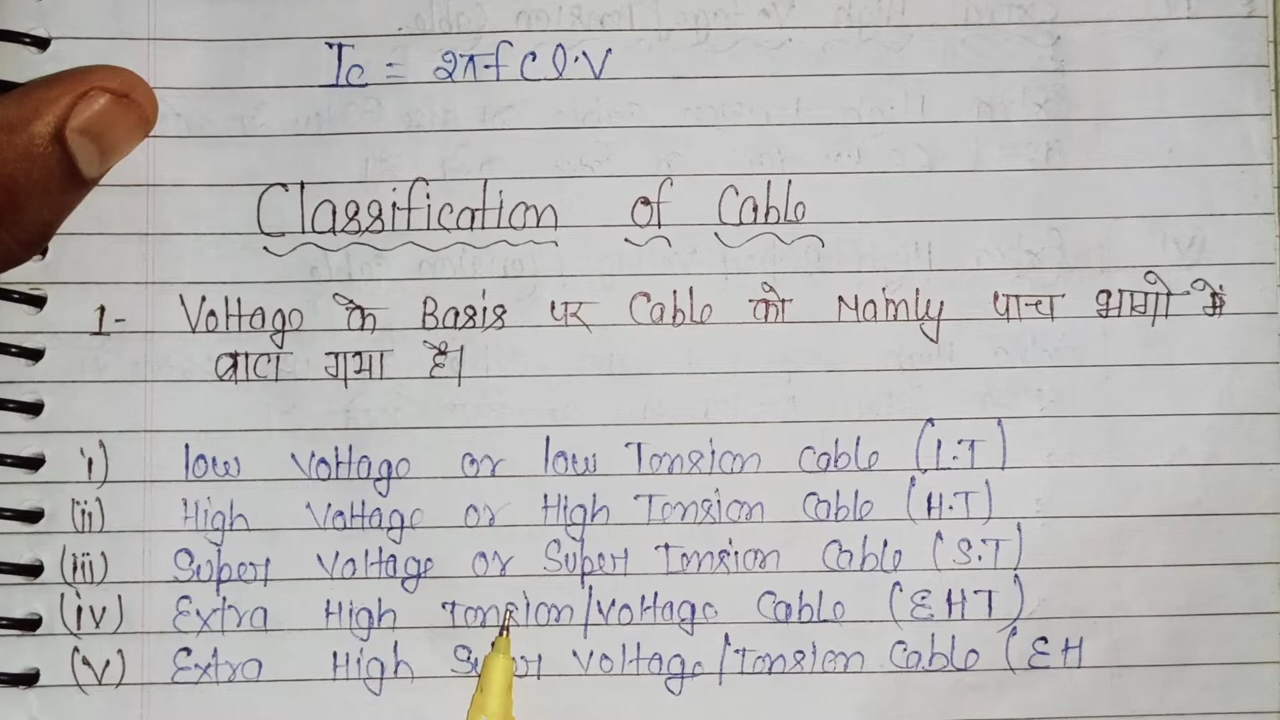 Ic = 2πfCl.V
Classification of Cable
1- Voltage के Basis पर Cable को Mainly पाच भागो में
बाटा गया है।
i) low voltage or low Tension Cable (L.T)
(ii) High Voltage or High Tension Cable (H.T)
(iii) Super Voltage or Super Tension Cable (S.T)
(iv) Extra High Tension/Voltage Cable (EHT)
(V) Extra High Super Voltage/Tension Cable (EH